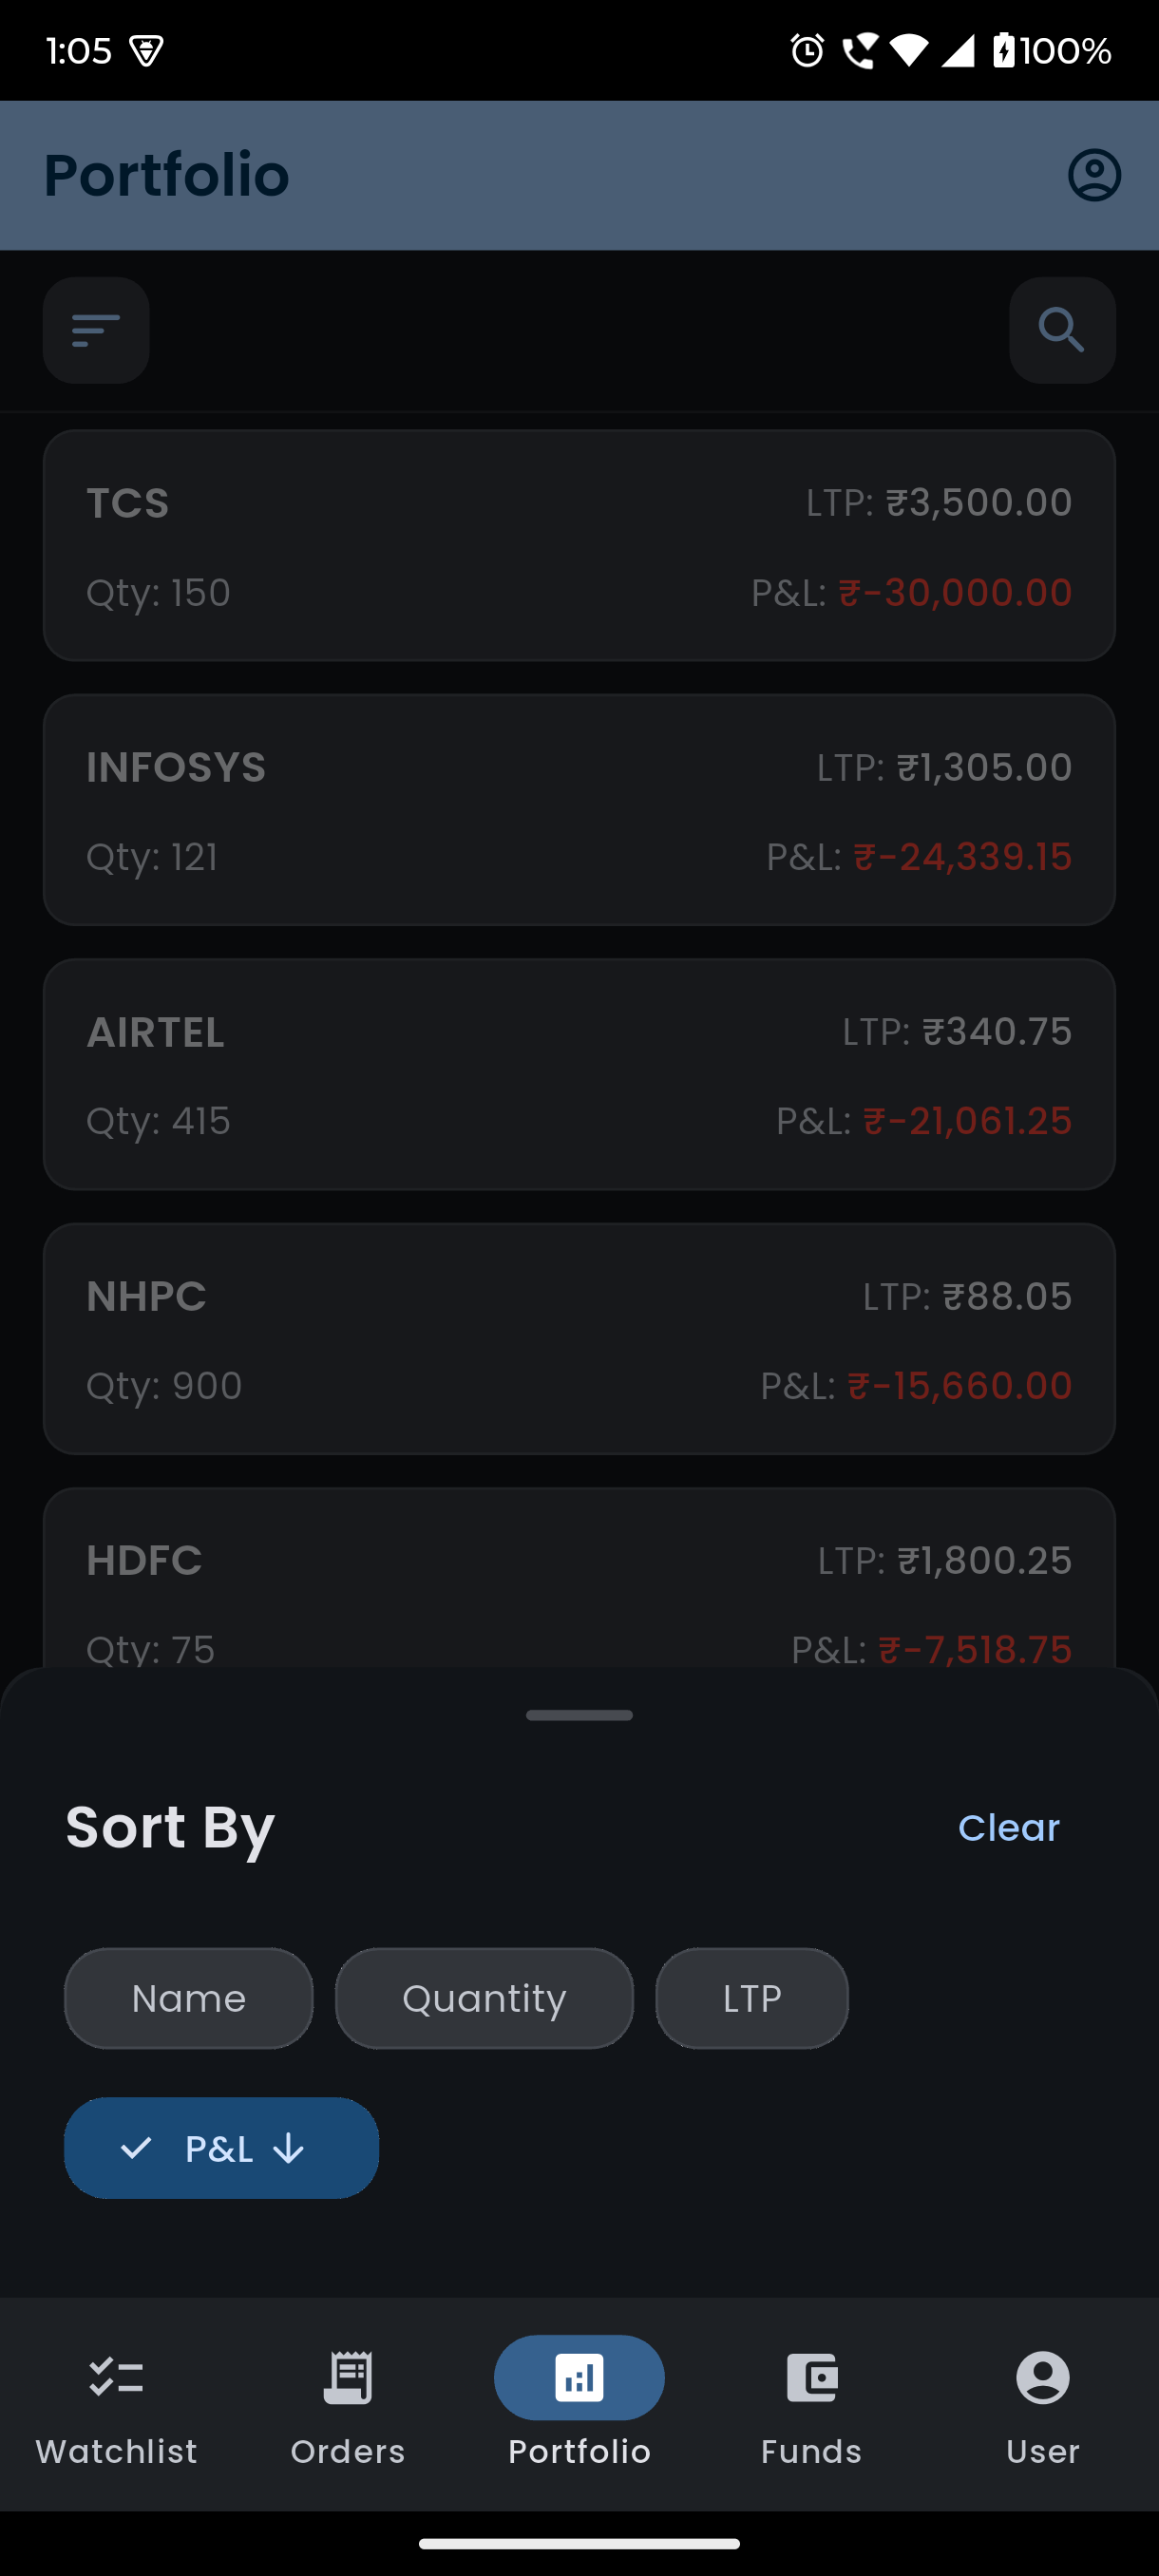 1:05 100%
Portfolio
TCS LTP: ₹3,500.00
Qty: 150 P&L: ₹-30,000.00
INFOSYS LTP: ₹1,305.00
Qty: 121 P&L: ₹-24,339.15
AIRTEL LTP: ₹340.75
Qty: 415 P&L: ₹-21,061.25
NHPC LTP: ₹88.05
Qty: 900 P&L: ₹-15,660.00
HDFC LTP: ₹1,800.25
Qty: 75 P&L: ₹-7,518.75
Sort By Clear
Name Quantity LTP
P&L
Watchlist Orders Portfolio Funds User